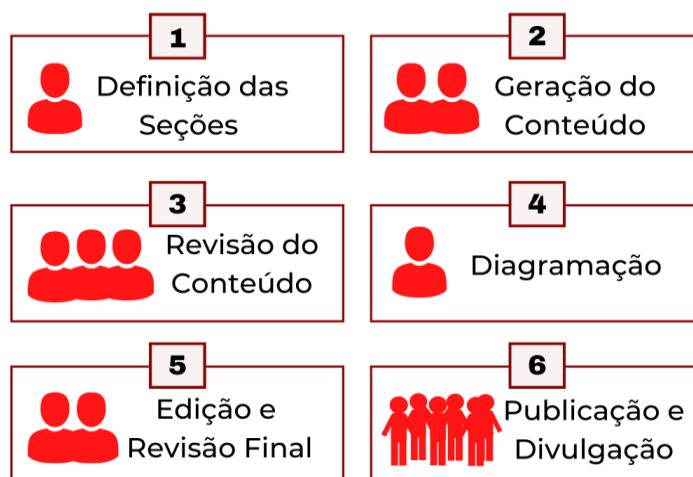 1
Definição das
Seções
2
Geração do
Conteúdo
3
Revisão do
Conteúdo
4
Diagramação
5
Edição e
Revisão Final
6
Publicação e
Divulgação